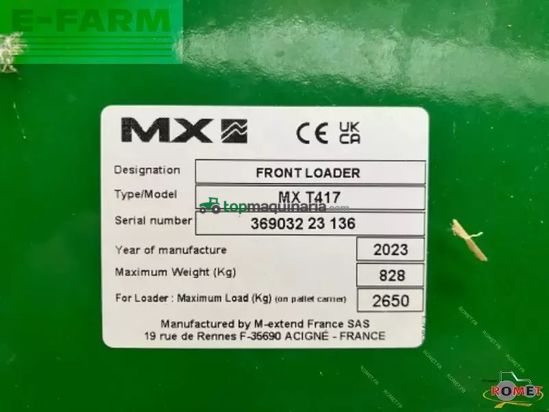 E-FARM
MX
CE UK CA
Designation FRONT LOADER
Type/Model MX T417
topmaquinaria.com
Serial number 369032 23 136
Year of manufacture 2023
Maximum Weight (Kg) 828
For Loader : Maximum Load (Kg) (on pallet carrier) 2650
Manufactured by M-extend France SAS
19 rue de Rennes F-35690 ACIGNÉ - FRANCE
ROMET